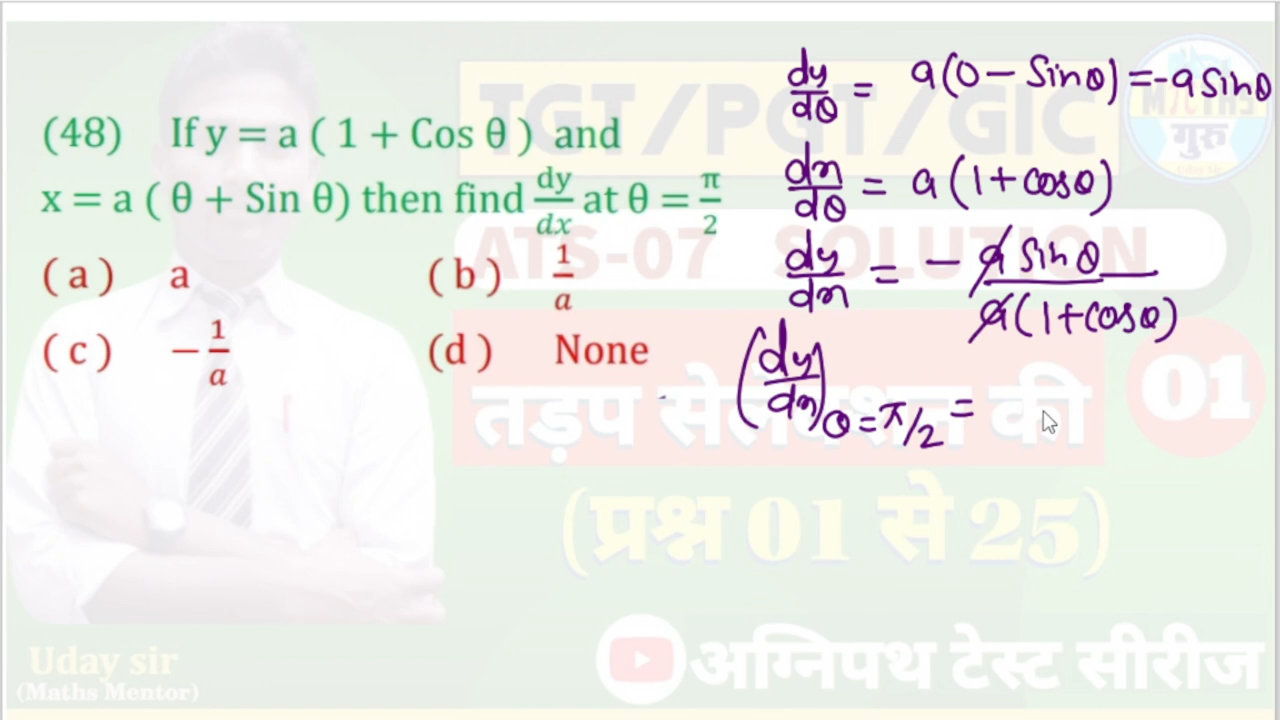 (48) If y = a ( 1 + Cos θ ) and
x = a ( θ + Sin θ) then find dy/dx at θ = π/2
( a ) a ( b ) 1/a
( c ) −1/a (d ) None
dy/dθ = a(0 − Sinθ) = -a sinθ
dx/dθ = a(1+cosθ)
dy/dx = − a sinθ / a(1+cosθ)
(dy/dx)θ=π/2 =
TGT/PGT/GIC
गुरु
ATS-07 SOLUTION
तड़प सेलेक्शन की 01
(प्रश्न 01 से 25)
Uday sir
(Maths Mentor)
अग्निपथ टेस्ट सीरीज